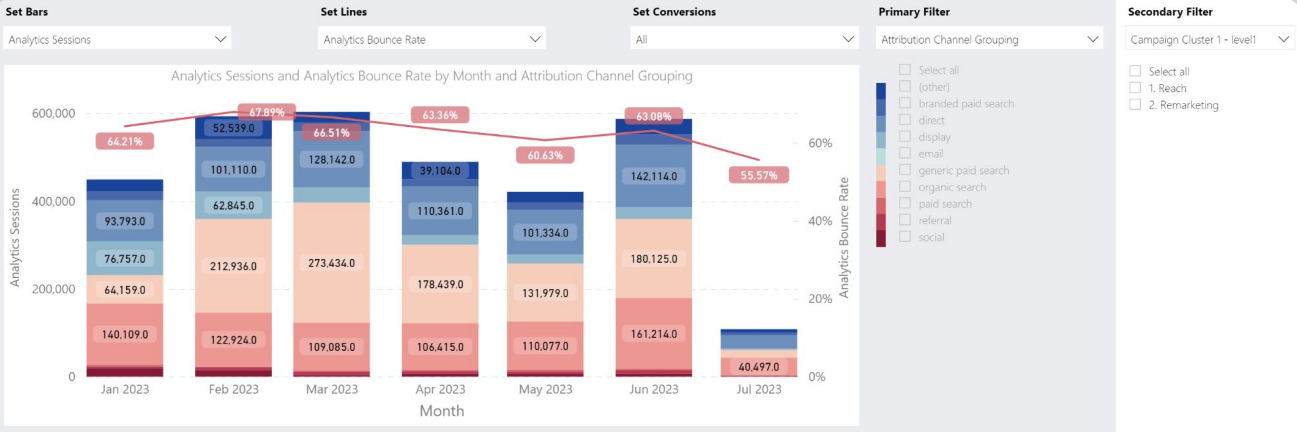 Set Bars
Set Lines
Set Conversions
Primary Filter
Secondary Filter
Analytics Sessions
Analytics Bounce Rate
All
Attribution Channel Grouping
Campaign Cluster 1 - level1
Analytics Sessions and Analytics Bounce Rate by Month and Attribution Channel Grouping
Select all
(other)
branded paid search
direct
display
email
generic paid search
organic search
paid search
referral
social
Select all
1. Reach
2. Remarketing
Analytics Sessions
600,000
400,000
200,000
0
64.21%
67.89%
66.51%
63.36%
60.63%
63.08%
55.57%
93,793.0
76,757.0
64,159.0
140,109.0
52,539.0
101,110.0
62,845.0
212,936.0
122,924.0
128,142.0
273,434.0
109,085.0
39,104.0
110,361.0
178,439.0
106,415.0
101,334.0
131,979.0
110,077.0
142,114.0
180,125.0
161,214.0
40,497.0
60%
40%
20%
0%
Analytics Bounce Rate
Jan 2023
Feb 2023
Mar 2023
Apr 2023
May 2023
Jun 2023
Jul 2023
Month